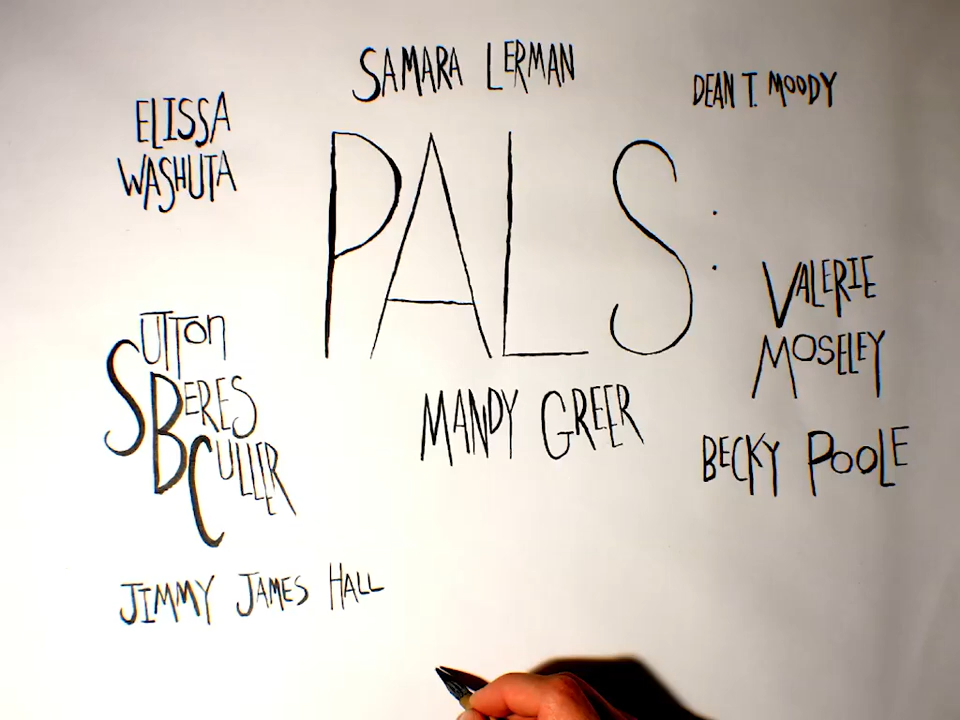 SAMARA LERMAN
DEAN T. MOODY
ELISSA
WASHUTA
PALS:
VALERIE
MOSELEY
SUTTON
BERES
CULLER
MANDY GREER
BECKY POOLE
JIMMY JAMES HALL